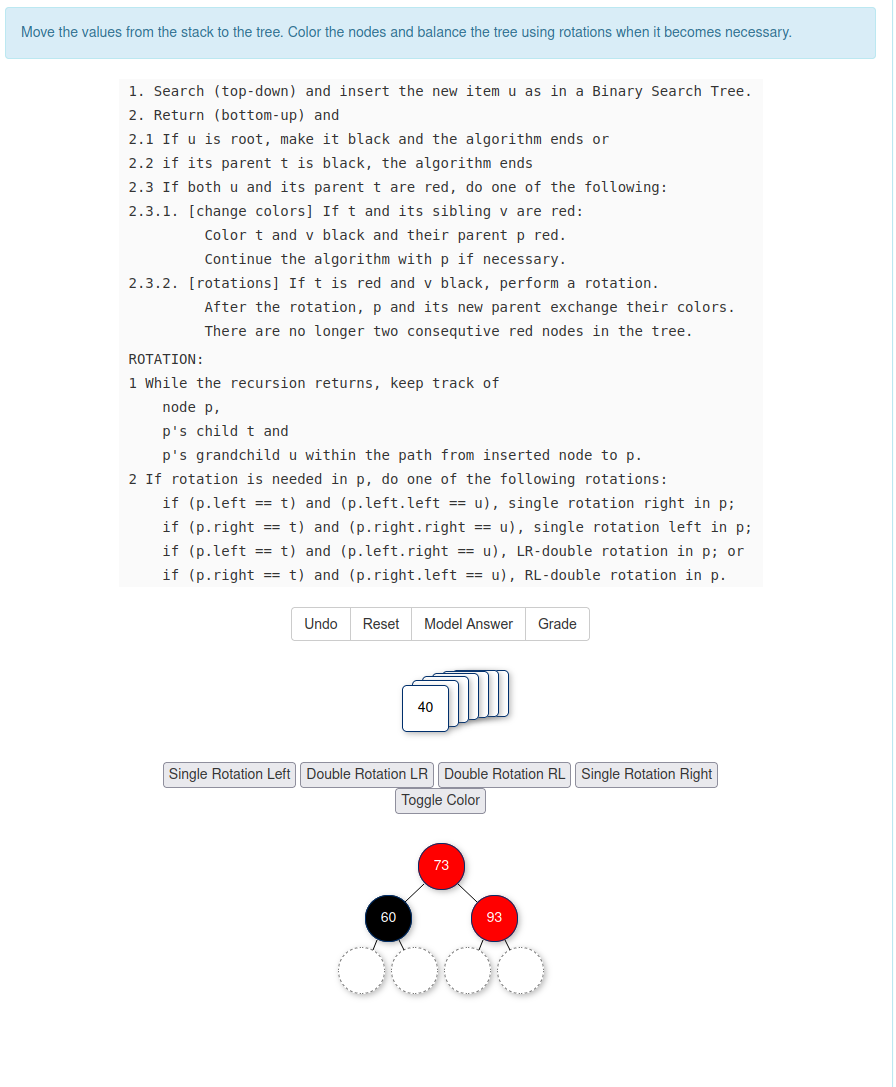 Move the values from the stack to the tree. Color the nodes and balance the tree using rotations when it becomes necessary.
1. Search (top-down) and insert the new item u as in a Binary Search Tree.
2. Return (bottom-up) and
2.1 If u is root, make it black and the algorithm ends or
2.2 if its parent t is black, the algorithm ends
2.3 If both u and its parent t are red, do one of the following:
2.3.1. [change colors] If t and its sibling v are red:
Color t and v black and their parent p red.
Continue the algorithm with p if necessary.
2.3.2. [rotations] If t is red and v black, perform a rotation.
After the rotation, p and its new parent exchange their colors.
There are no longer two consequtive red nodes in the tree.
ROTATION:
1 While the recursion returns, keep track of
node p,
p's child t and
p's grandchild u within the path from inserted node to p.
2 If rotation is needed in p, do one of the following rotations:
if (p.left == t) and (p.left.left == u), single rotation right in p;
if (p.right == t) and (p.right.right == u), single rotation left in p;
if (p.left == t) and (p.left.right == u), LR-double rotation in p; or
if (p.right == t) and (p.right.left == u), RL-double rotation in p.
Undo Reset Model Answer Grade
40
Single Rotation Left Double Rotation LR Double Rotation RL Single Rotation Right
Toggle Color
73
60 93